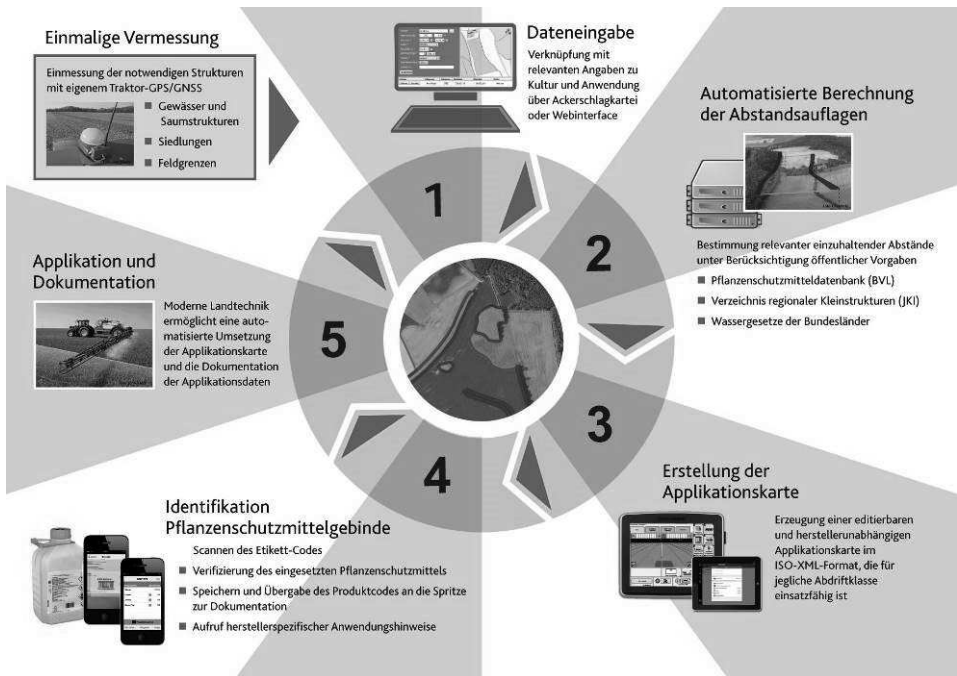 Einmalige Vermessung
Einmessung der notwendigen Strukturen
mit eigenem Traktor-GPS/GNSS
Gewässer und
Saumstrukturen
Siedlungen
Feldgrenzen
Dateneingabe
Verknüpfung mit
relevanten Angaben zu
Kultur und Anwendung
über Ackerschlagkartei
oder Webinterface
Automatisierte Berechnung
der Abstandsauflagen
Bestimmung relevanter einzuhaltender Abstände
unter Berücksichtigung öffentlicher Vorgaben
Pflanzenschutzmitteldatenbank (BVL)
Verzeichnis regionaler Kleinstrukturen (JKI)
Wassergesetze der Bundesländer
1
2
3
4
5
Erstellung der
Applikationskarte
Erzeugung einer editierbaren
und herstellerunabhängigen
Applikationskarte im
ISO-XML-Format, die für
jegliche Abdriftklasse
einsatzfähig ist
Identifikation
Pflanzenschutzmittelgebinde
Scannen des Etikett-Codes
Verifizierung des eingesetzten Pflanzenschutzmittels
Speichern und Übergabe des Produktcodes an die Spritze
zur Dokumentation
Aufruf herstellerspezifischer Anwendungshinweise
Applikation und
Dokumentation
Moderne Landtechnik
ermöglicht eine auto-
matisierte Umsetzung
der Applikationskarte
und die Dokumentation
der Applikationsdaten